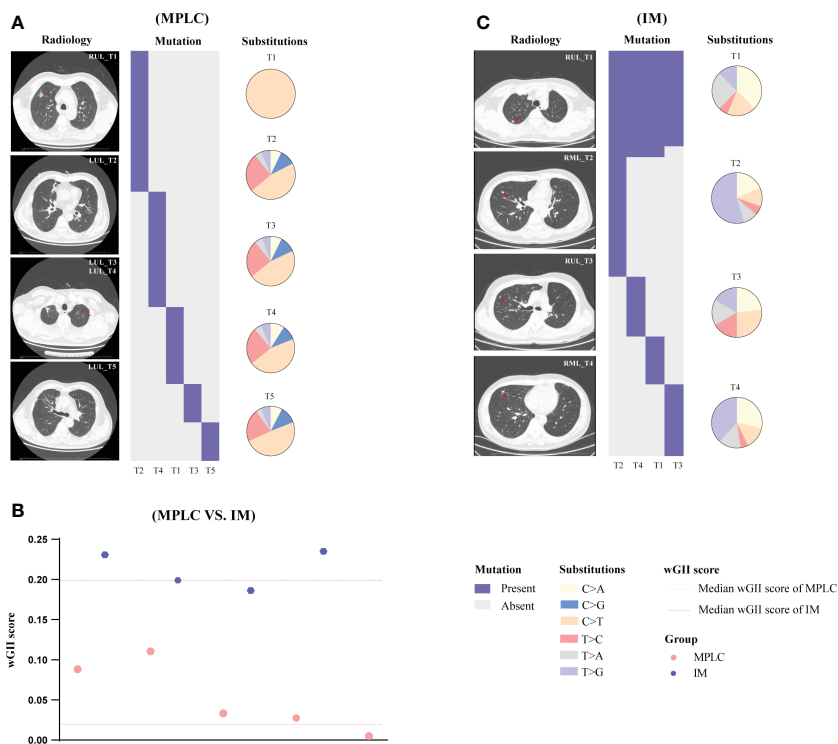 A
(MPLC)
Radiology
Mutation
Substitutions
RUL_T1
LUL_T2
LUL_T3
LUL_T4
LUL_T5
T1
T2
T3
T4
T5
T2 T4 T1 T3 T5
C
(IM)
Radiology
Mutation
Substitutions
RUL_T1
RML_T2
RUL_T3
RML_T4
T1
T2
T3
T4
T2 T4 T1 T3
B
(MPLC VS. IM)
wGII score
0.25
0.20
0.15
0.10
0.05
0.00
Mutation
Present
Absent
Substitutions
C>A
C>G
C>T
T>C
T>A
T>G
wGII score
Median wGII score of MPLC
Median wGII score of IM
Group
MPLC
IM